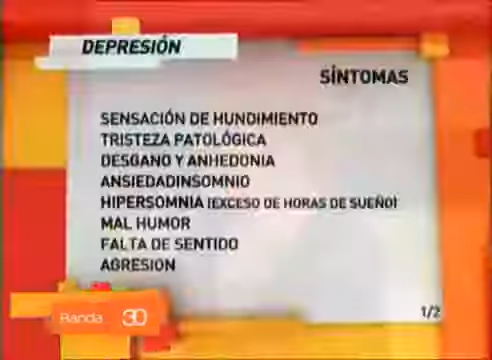 DEPRESIÓN
SÍNTOMAS
SENSACIÓN DE HUNDIMIENTO
TRISTEZA PATOLÓGICA
DESGANO Y ANHEDONIA
ANSIEDADINSOMNIO
HIPERSOMNIA (EXCESO DE HORAS DE SUEÑO)
MAL HUMOR
FALTA DE SENTIDO
AGRESION
Banda 30
1/2